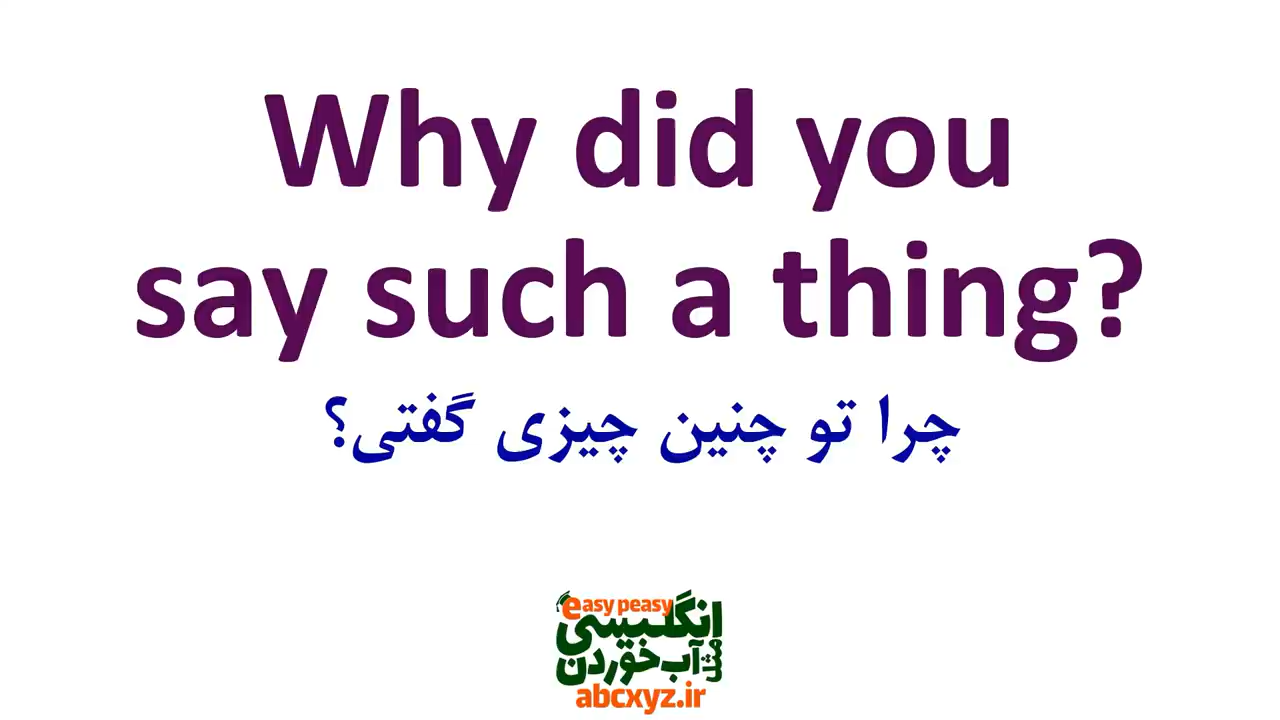 Why did you
say such a thing?
چرا تو چنین چیزی گفتی؟
easy peasy
انگلیسی
مثل آب خوردن
abcxyz.ir